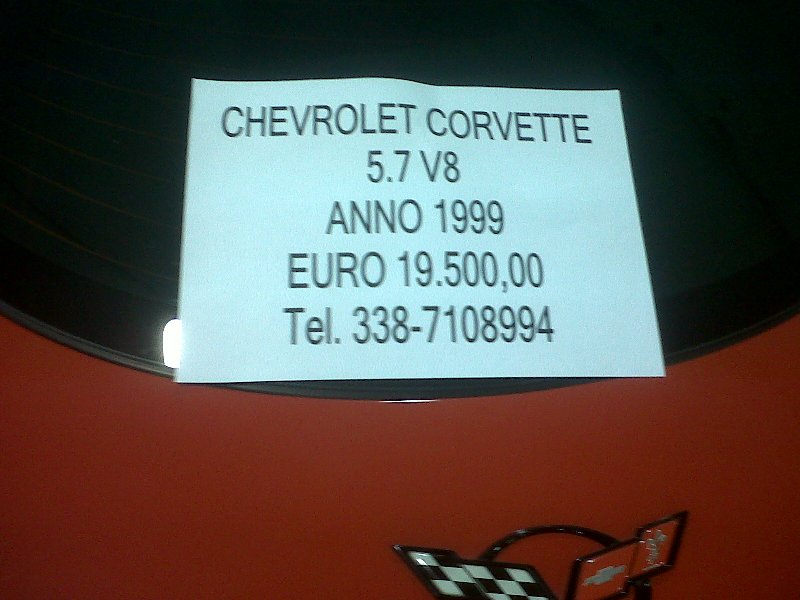 CHEVROLET CORVETTE
5.7 V8
ANNO 1999
EURO 19.500,00
Tel. 338-7108994